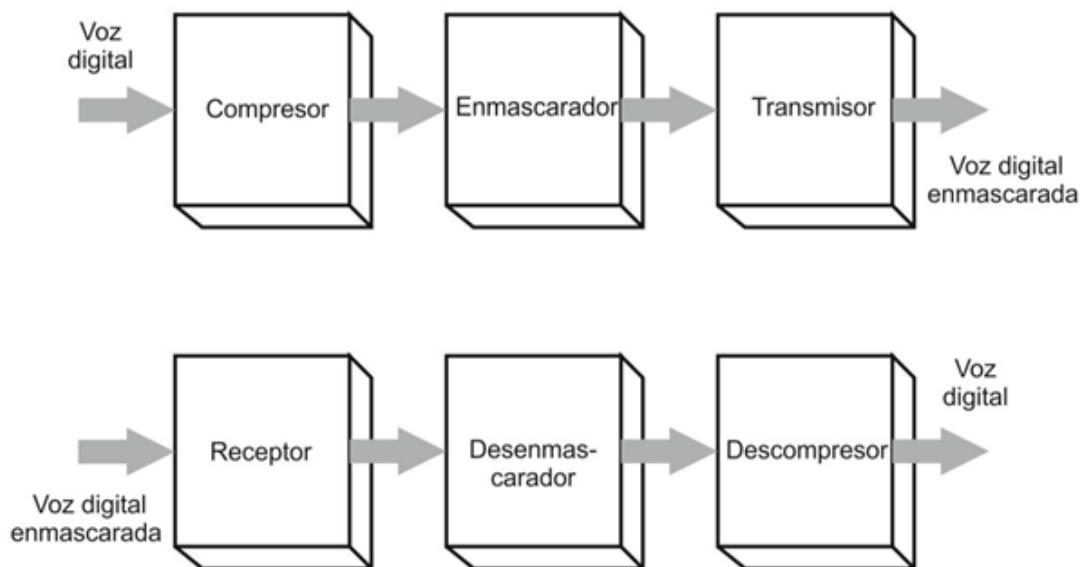 Voz
digital
Compresor
Enmascarador
Transmisor
Voz digital
enmascarada
Voz digital
enmascarada
Receptor
Desenmas-
carador
Descompresor
Voz
digital